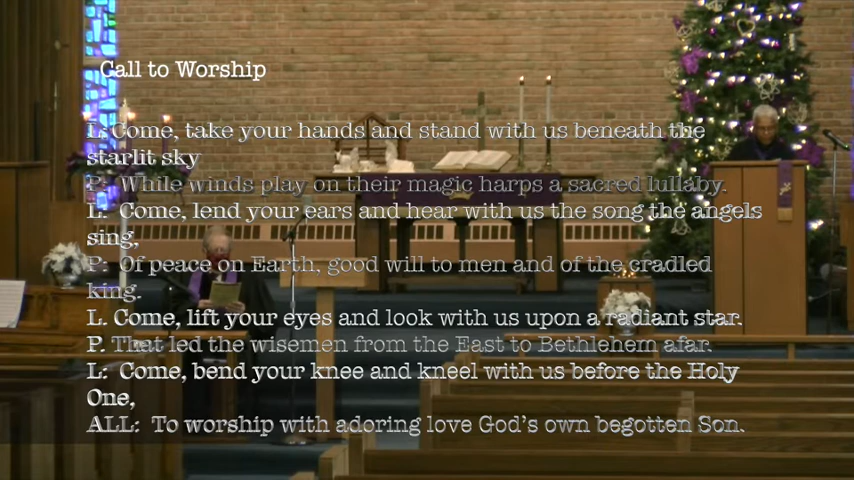 Call to Worship
L: Come, take your hands and stand with us beneath the
starlit sky
P:  While winds play on their magic harps a sacred lullaby.
L:  Come, lend your ears and hear with us the song the angels
sing,
P:  Of peace on Earth, good will to men and of the cradled
king.
L. Come, lift your eyes and look with us upon a radiant star.
P. That led the wisemen from the East to Bethlehem afar.
L:  Come, bend your knee and kneel with us before the Holy
One,
ALL:  To worship with adoring love God's own begotten Son.